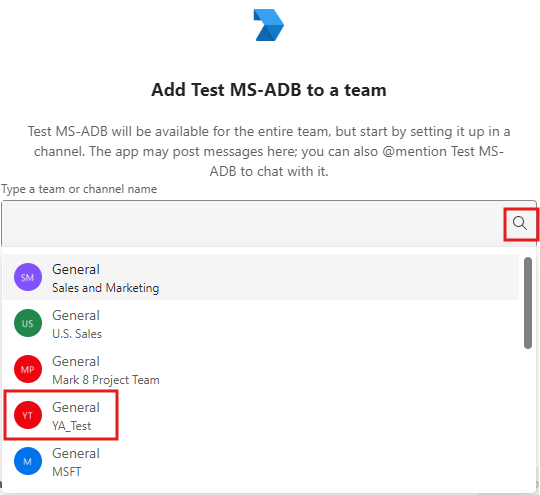 Add Test MS-ADB to a team
Test MS-ADB will be available for the entire team, but start by setting it up in a
channel. The app may post messages here; you can also @mention Test MS-
ADB to chat with it.
Type a team or channel name
SM
General
Sales and Marketing
US
General
U.S. Sales
MP
General
Mark 8 Project Team
YT
General
YA_Test
M
General
MSFT